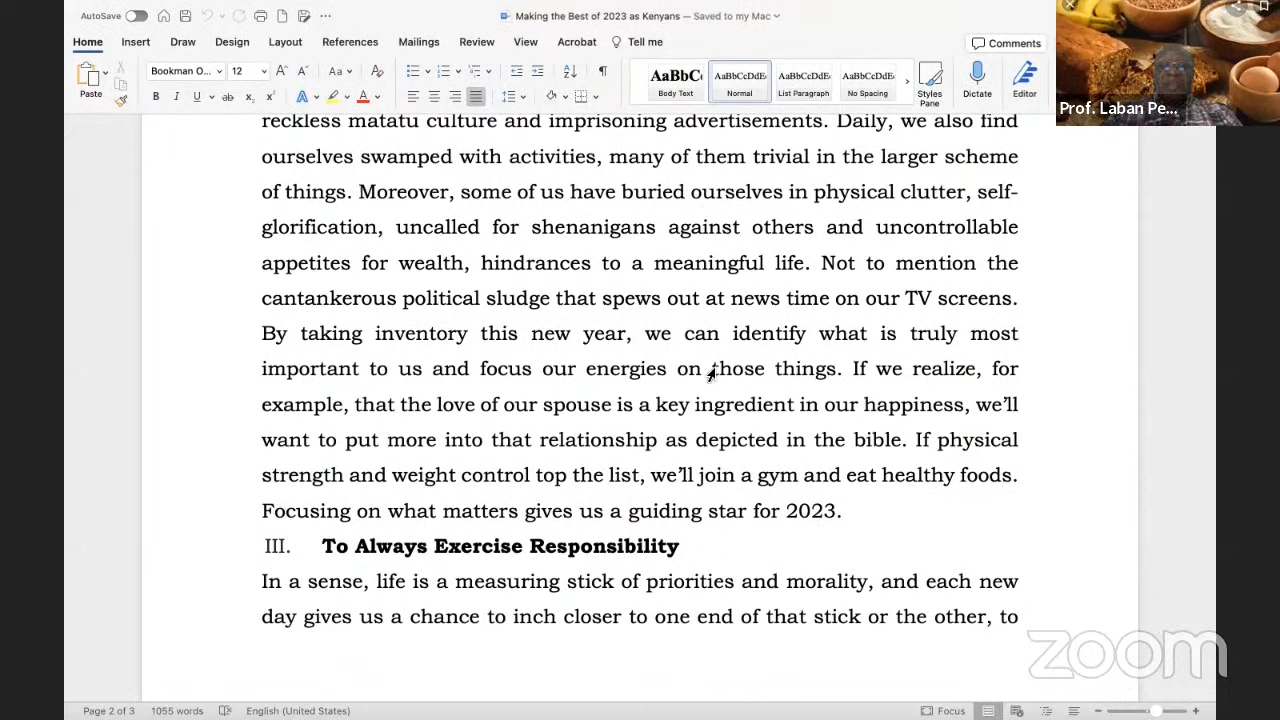 AutoSave
Making the Best of 2023 as Kenyans — Saved to my Mac
Home Insert Draw Design Layout References Mailings Review View Acrobat Tell me
Comments
Paste
Bookman O... 12
AaBbC AaBbCcDdE AaBbCcDdE AaBbCcDdE
Body Text Normal List Paragraph No Spacing
Styles Pane
Dictate
Editor
Prof. Laban Pe...
reckless matatu culture and imprisoning advertisements. Daily, we also find
ourselves swamped with activities, many of them trivial in the larger scheme
of things. Moreover, some of us have buried ourselves in physical clutter, self-
glorification, uncalled for shenanigans against others and uncontrollable
appetites for wealth, hindrances to a meaningful life. Not to mention the
cantankerous political sludge that spews out at news time on our TV screens.
By taking inventory this new year, we can identify what is truly most
important to us and focus our energies on those things. If we realize, for
example, that the love of our spouse is a key ingredient in our happiness, we'll
want to put more into that relationship as depicted in the bible. If physical
strength and weight control top the list, we'll join a gym and eat healthy foods.
Focusing on what matters gives us a guiding star for 2023.
III. To Always Exercise Responsibility
In a sense, life is a measuring stick of priorities and morality, and each new
day gives us a chance to inch closer to one end of that stick or the other, to
zoom
Page 2 of 3 1055 words English (United States) Focus